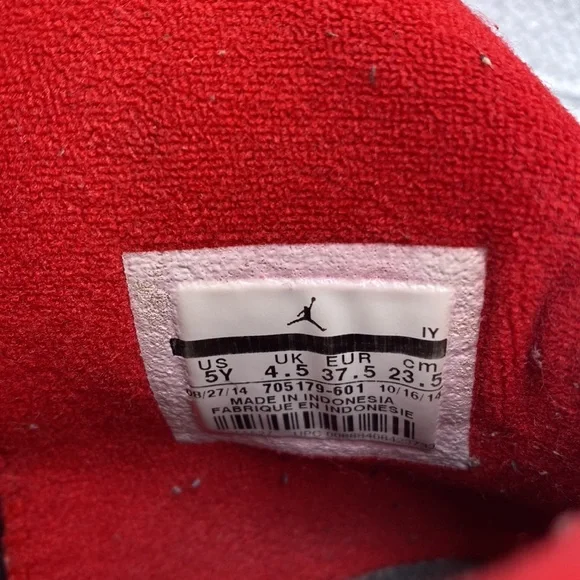 IY
US UK EUR cm
5Y 4.5 37.5 23.5
08/27/14 705179-601 10/16/14
MADE IN INDONESIA
FABRIQUE EN INDONESIE
UPC